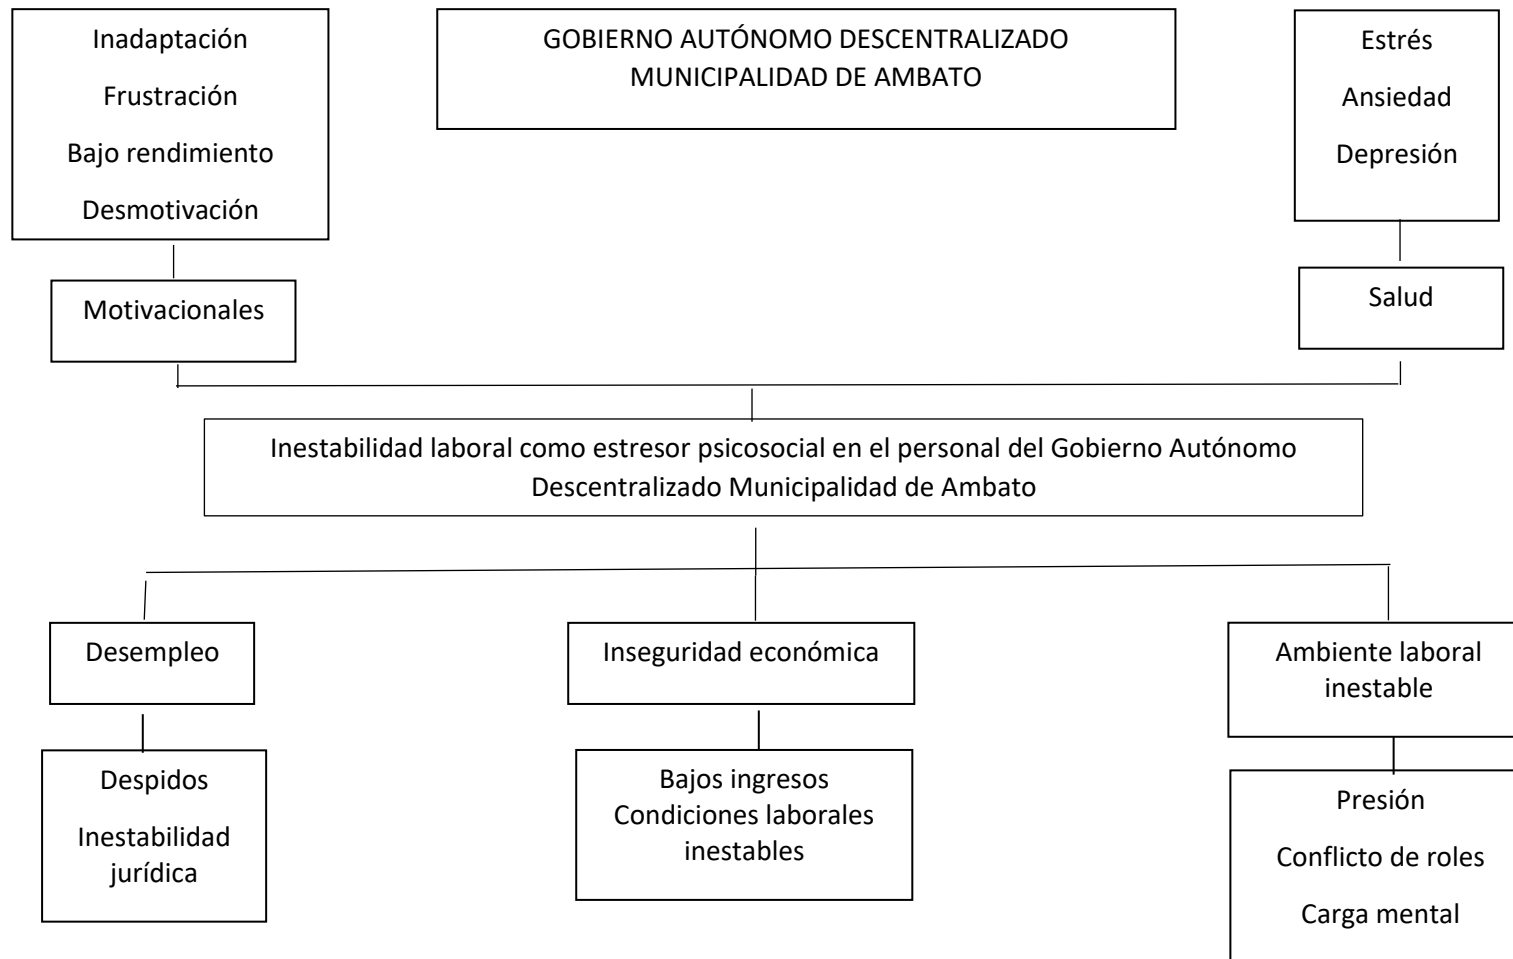 Inadaptación
Frustración
Bajo rendimiento
Desmotivación
GOBIERNO AUTÓNOMO DESCENTRALIZADO
MUNICIPALIDAD DE AMBATO
Estrés
Ansiedad
Depresión
Motivacionales
Salud
Inestabilidad laboral como estresor psicosocial en el personal del Gobierno Autónomo
Descentralizado Municipalidad de Ambato
Desempleo
Inseguridad económica
Ambiente laboral
inestable
Despidos
Inestabilidad
jurídica
Bajos ingresos
Condiciones laborales
inestables
Presión
Conflicto de roles
Carga mental